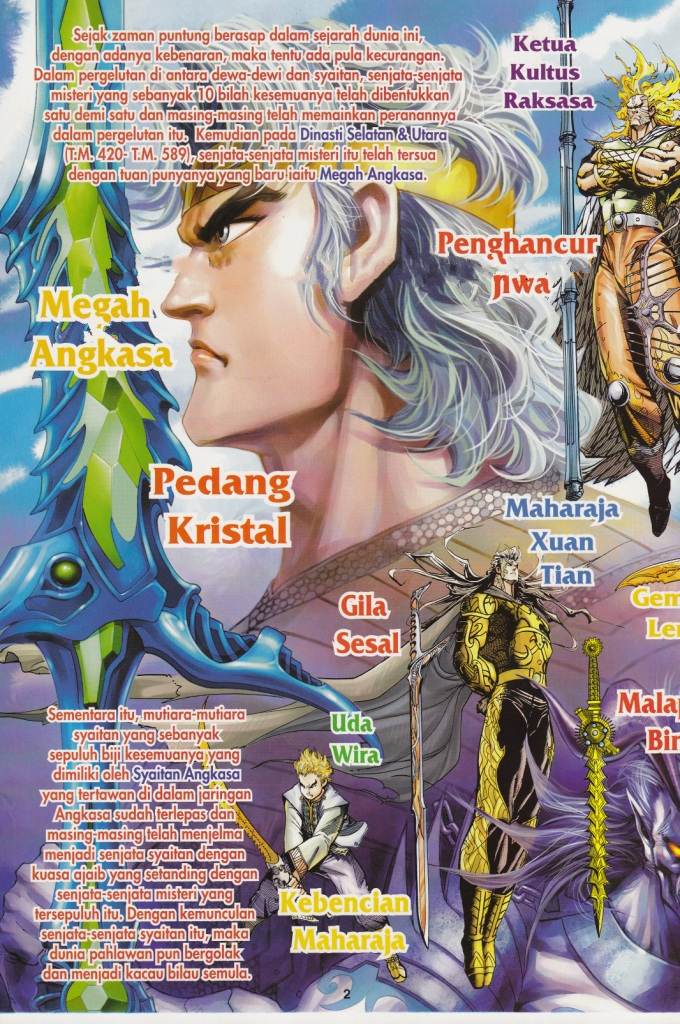 Sejak zaman puntung berasap dalam sejarah dunia ini,
dengan adanya kebenaran, maka tentu ada pula kecurangan.
Dalam pergelutan di antara dewa-dewi dan syaitan, senjata-senjata
misteri yang sebanyak 10 bilah kesemuanya telah dibentukkan
satu demi satu dan masing-masing telah memainkan peranannya
dalam pergelutan itu. Kemudian pada Dinasti Selatan & Utara
(T.M. 420- T.M. 589), senjata-senjata misteri itu telah tersua
dengan tuan punyanya yang baru iaitu Megah Angkasa.
Ketua
Kultus
Raksasa
Penghancur
Jiwa
Megah
Angkasa
Pedang
Kristal
Maharaja
Xuan
Tian
Gila
Sesal
Uda
Wira
Kebencian
Maharaja
Sementara itu, mutiara-mutiara
syaitan yang sebanyak
sepuluh biji kesemuanya yang
dimiliki oleh Syaitan Angkasa
yang tertawan di dalam jaringan
Angkasa sudah terlepas dan
masing-masing telah menjelma
menjadi senjata syaitan dengan
kuasa ajaib yang setanding dengan
senjata-senjata misteri yang
tersepuluh itu. Dengan kemunculan
senjata-senjata syaitan itu, maka
dunia pahlawan pun bergolak
dan menjadi kacau bilau semula.
2